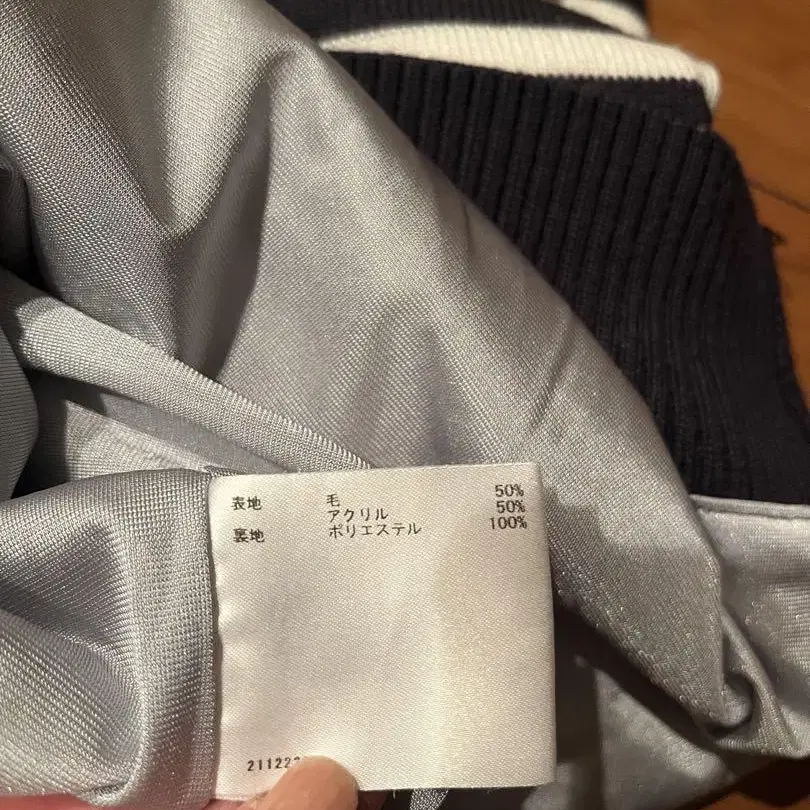 表地 毛 50%
アクリル 50%
裏地 ポリエステル 100%